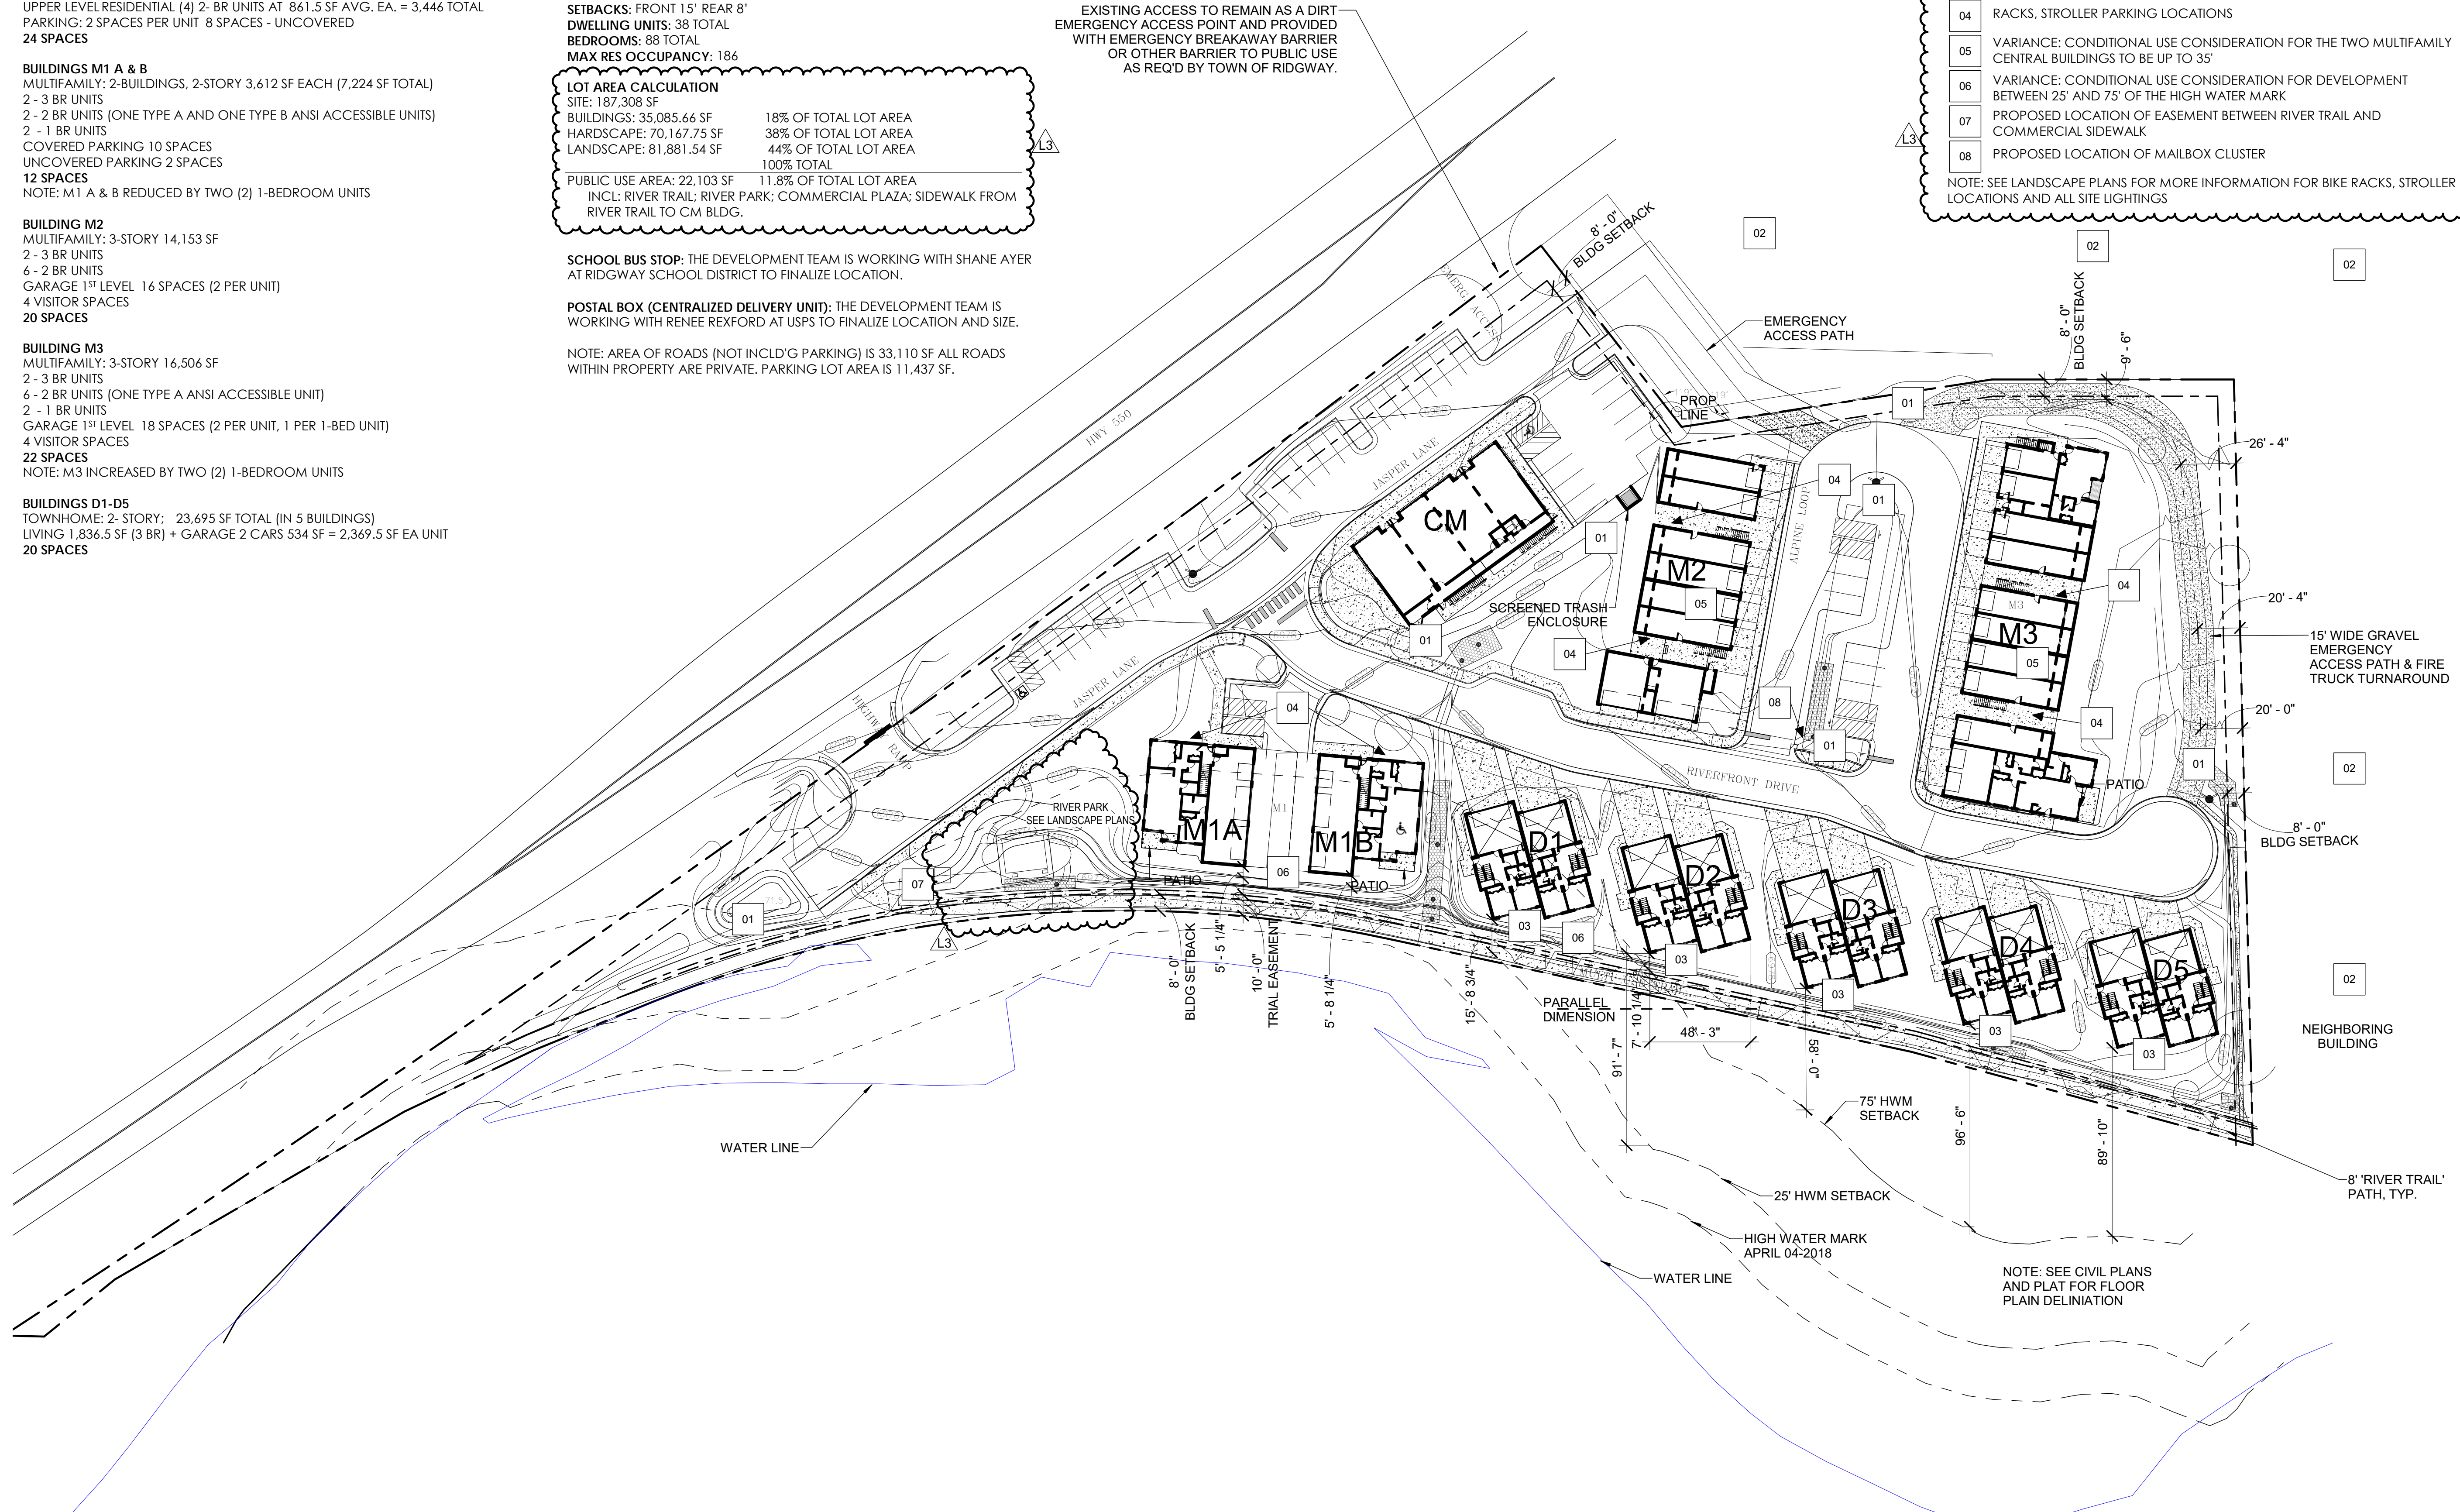 UPPER LEVEL RESIDENTIAL (4) 2- BR UNITS AT 861.5 SF AVG. EA. = 3,446 TOTAL
PARKING: 2 SPACES PER UNIT 8 SPACES - UNCOVERED
24 SPACES
BUILDINGS M1 A & B
MULTIFAMILY: 2-BUILDINGS, 2-STORY 3,612 SF EACH (7,224 SF TOTAL)
2 - 3 BR UNITS
2 - 2 BR UNITS (ONE TYPE A AND ONE TYPE B ANSI ACCESSIBLE UNITS)
2 - 1 BR UNITS
COVERED PARKING 10 SPACES
UNCOVERED PARKING 2 SPACES
12 SPACES
NOTE: M1 A & B REDUCED BY TWO (2) 1-BEDROOM UNITS
BUILDING M2
MULTIFAMILY: 3-STORY 14,153 SF
2 - 3 BR UNITS
6 - 2 BR UNITS
GARAGE 1ST LEVEL 16 SPACES (2 PER UNIT)
4 VISITOR SPACES
20 SPACES
BUILDING M3
MULTIFAMILY: 3-STORY 16,506 SF
2 - 3 BR UNITS
6 - 2 BR UNITS (ONE TYPE A ANSI ACCESSIBLE UNIT)
2 - 1 BR UNITS
GARAGE 1ST LEVEL 18 SPACES (2 PER UNIT, 1 PER 1-BED UNIT)
4 VISITOR SPACES
22 SPACES
NOTE: M3 INCREASED BY TWO (2) 1-BEDROOM UNITS
BUILDINGS D1-D5
TOWNHOME: 2- STORY; 23,695 SF TOTAL (IN 5 BUILDINGS)
LIVING 1,836.5 SF (3 BR) + GARAGE 2 CARS 534 SF = 2,369.5 SF EA UNIT
20 SPACES
SETBACKS: FRONT 15' REAR 8'
DWELLING UNITS: 38 TOTAL
BEDROOMS: 88 TOTAL
MAX RES OCCUPANCY: 186
LOT AREA CALCULATION
SITE: 187,308 SF
BUILDINGS: 35,085.66 SF 18% OF TOTAL LOT AREA
HARDSCAPE: 70,167.75 SF 38% OF TOTAL LOT AREA
LANDSCAPE: 81,881.54 SF 44% OF TOTAL LOT AREA
100% TOTAL
PUBLIC USE AREA: 22,103 SF 11.8% OF TOTAL LOT AREA
INCL: RIVER TRAIL; RIVER PARK; COMMERCIAL PLAZA; SIDEWALK FROM
RIVER TRAIL TO CM BLDG.
L3
SCHOOL BUS STOP: THE DEVELOPMENT TEAM IS WORKING WITH SHANE AYER
AT RIDGWAY SCHOOL DISTRICT TO FINALIZE LOCATION.
POSTAL BOX (CENTRALIZED DELIVERY UNIT): THE DEVELOPMENT TEAM IS
WORKING WITH RENEE REXFORD AT USPS TO FINALIZE LOCATION AND SIZE.
NOTE: AREA OF ROADS (NOT INCLD'G PARKING) IS 33,110 SF ALL ROADS
WITHIN PROPERTY ARE PRIVATE. PARKING LOT AREA IS 11,437 SF.
EXISTING ACCESS TO REMAIN AS A DIRT
EMERGENCY ACCESS POINT AND PROVIDED
WITH EMERGENCY BREAKAWAY BARRIER
OR OTHER BARRIER TO PUBLIC USE
AS REQ'D BY TOWN OF RIDGWAY.
04 RACKS, STROLLER PARKING LOCATIONS
05 VARIANCE: CONDITIONAL USE CONSIDERATION FOR THE TWO MULTIFAMILY
CENTRAL BUILDINGS TO BE UP TO 35'
06 VARIANCE: CONDITIONAL USE CONSIDERATION FOR DEVELOPMENT
BETWEEN 25' AND 75' OF THE HIGH WATER MARK
07 PROPOSED LOCATION OF EASEMENT BETWEEN RIVER TRAIL AND
COMMERCIAL SIDEWALK
L3
08 PROPOSED LOCATION OF MAILBOX CLUSTER
NOTE: SEE LANDSCAPE PLANS FOR MORE INFORMATION FOR BIKE RACKS, STROLLER
LOCATIONS AND ALL SITE LIGHTINGS
8' - 0"
BLDG SETBACK
02
02
02
EMERG ACCESS
EMERGENCY
ACCESS PATH
8' - 0"
BLDG SETBACK
9' - 6"
HWY 550
PROP
LINE
01
26' - 4"
JASPER LANE
CM
04
01
ALPINE LOOP
01
M2
05
SCREENED TRASH
ENCLOSURE
04
M3
M3
05
04
20' - 4"
15' WIDE GRAVEL
EMERGENCY
ACCESS PATH & FIRE
TRUCK TURNAROUND
01
04
JASPER LANE
HIGHWAY RAMP
04
08
01
04
20' - 0"
01
02
RIVERFRONT DRIVE
PATIO
RIVER PARK
SEE LANDSCAPE PLANS
M1
M1A
M1B
D1
D2
D3
D4
D5
8' - 0"
BLDG SETBACK
07
71.5
01
PATIO
06
PATIO
L3
03
06
03
03
03
03
02
8' - 0"
BLDG SETBACK
5' - 5 1/4"
10' - 0"
TRIAL EASEMENT
5' - 8 1/4"
15' - 8 3/4"
MULTI
PARALLEL
DIMENSION
91' - 7"
7' - 10 1/4"
48' - 3"
58' - 0"
NEIGHBORING
BUILDING
75' HWM
SETBACK
96' - 6"
89' - 10"
WATER LINE
8' 'RIVER TRAIL'
PATH, TYP.
25' HWM SETBACK
HIGH WATER MARK
APRIL 04-2018
WATER LINE
NOTE: SEE CIVIL PLANS
AND PLAT FOR FLOOR
PLAIN DELINIATION